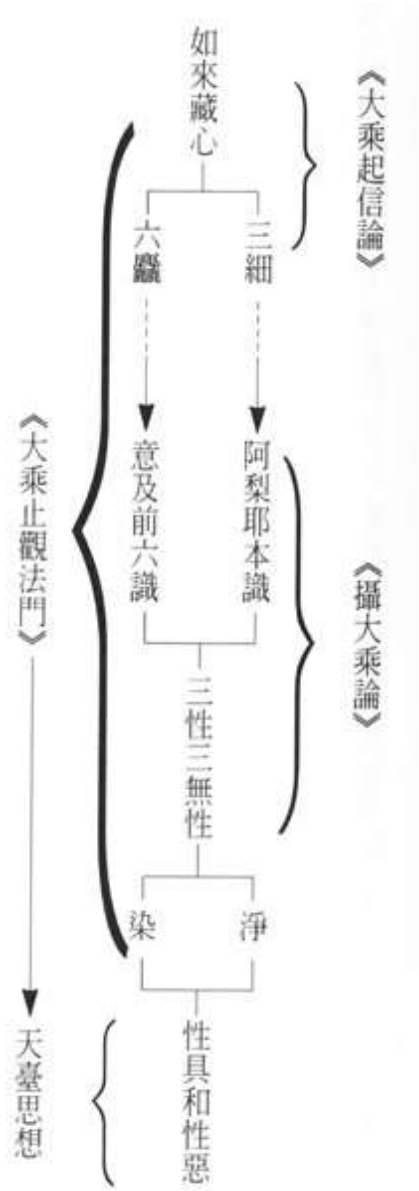 《大乘起信論》
《攝大乘論》
三細
阿梨耶本識
淨
如來藏心
三性三無性
性具和性惡
六麤
意及前六識
染
《大乘止觀法門》
天臺思想